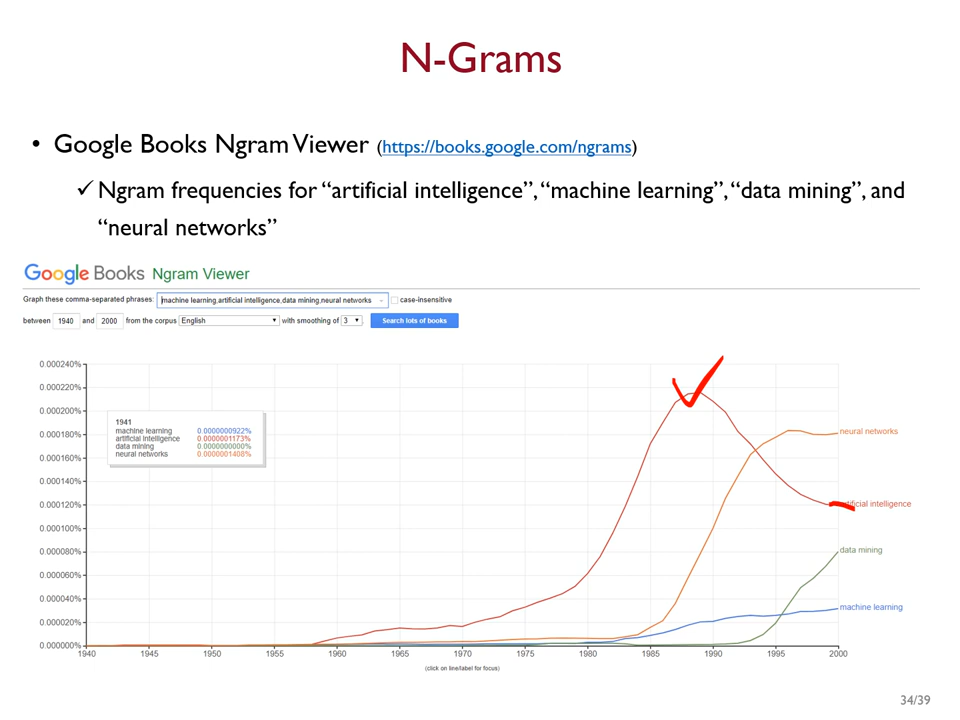 N-Grams
• Google Books Ngram Viewer (https://books.google.com/ngrams)
✓ Ngram frequencies for “artificial intelligence”, “machine learning”, “data mining”, and
“neural networks”
Google Books Ngram Viewer
Graph these comma-separated phrases: machine learning,artificial intelligence,data mining,neural networks case-insensitive
between 1940 and 2000 from the corpus English with smoothing of 3 Search lots of books
0.000240%
0.000220%
0.000200%
0.000180%
0.000160%
0.000140%
0.000120%
0.000100%
0.000080%
0.000060%
0.000040%
0.000020%
0.000000%
1941
machine learning 0.0000000922%
artificial intelligence 0.0000001173%
data mining 0.0000000000%
neural networks 0.0000001408%
neural networks
artificial intelligence
data mining
machine learning
1940 1945 1950 1955 1960 1965 1970 1975 1980 1985 1990 1995 2000
(click on line/label for focus)
34/39